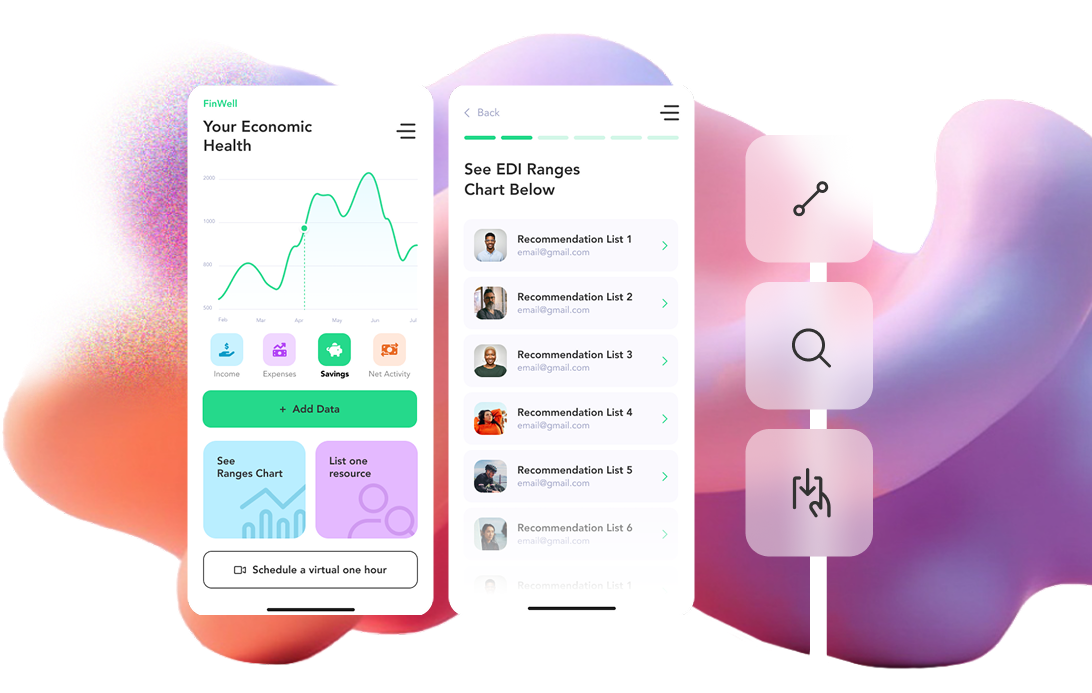 FinWell
Your Economic
Health
2000
1000
800
500
Feb
Mar
Apr
May
Jun
Jul
Income
Expenses
Savings
Net Activity
+ Add Data
See
Ranges Chart
List one
resource
Schedule a virtual one hour
Back
See EDI Ranges
Chart Below
Recommendation List 1
email@gmail.com
Recommendation List 2
email@gmail.com
Recommendation List 3
email@gmail.com
Recommendation List 4
email@gmail.com
Recommendation List 5
email@gmail.com
Recommendation List 6
email@gmail.com
Recommendation List 1